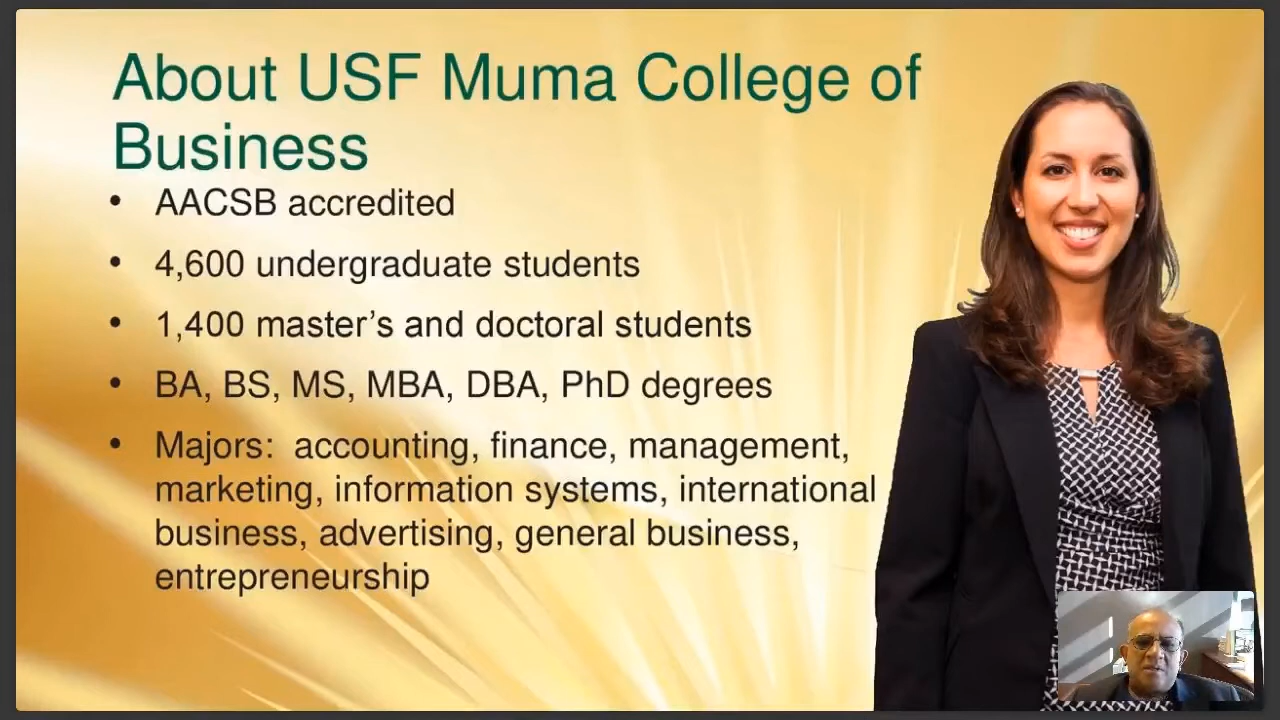 About USF Muma College of
Business
• AACSB accredited
• 4,600 undergraduate students
• 1,400 master’s and doctoral students
• BA, BS, MS, MBA, DBA, PhD degrees
• Majors:  accounting, finance, management,
marketing, information systems, international
business, advertising, general business,
entrepreneurship